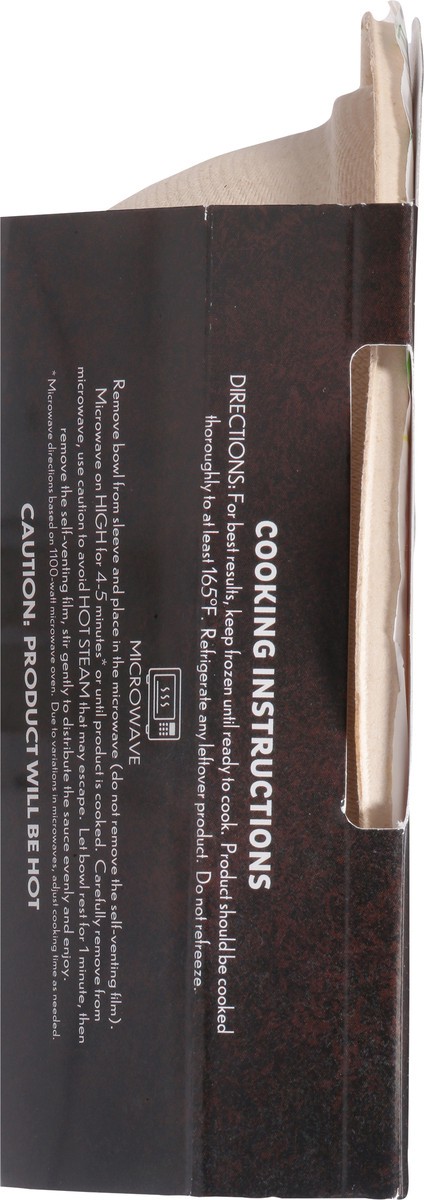 COOKING INSTRUCTIONS
DIRECTIONS: For best results, keep frozen until ready to cook. Product should be cooked
thoroughly to at least 165°F. Refrigerate any leftover product. Do not refreeze.
MICROWAVE
Remove bowl from sleeve and place in the microwave (do not remove the self-venting film).
Microwave on HIGH for 4-5 minutes* or until product is cooked. Carefully remove from
microwave, use caution to avoid HOT STEAM that may escape. Let bowl rest for 1 minute, then
remove the self-venting film, stir gently to distribute the sauce evenly and enjoy.
* Microwave directions based on 1100-watt microwave oven. Due to variations in microwaves, adjust cooking time as needed.
CAUTION: PRODUCT WILL BE HOT